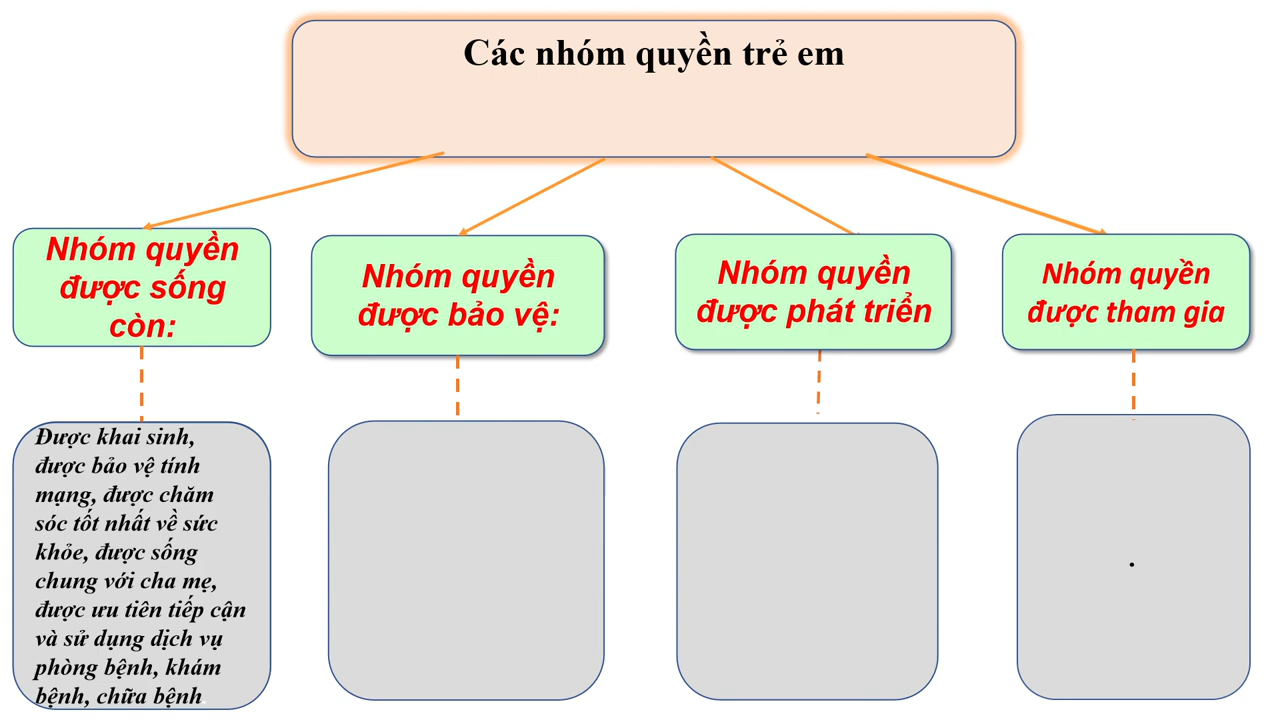 Các nhóm quyền trẻ em
Nhóm quyền
được sống
còn:
Nhóm quyền
được bảo vệ:
Nhóm quyền
được phát triển
Nhóm quyền
được tham gia
Được khai sinh,
được bảo vệ tính
mạng, được chăm
sóc tốt nhất về sức
khỏe, được sống
chung với cha mẹ,
được ưu tiên tiếp cận
và sử dụng dịch vụ
phòng bệnh, khám
bệnh, chữa bệnh.
.